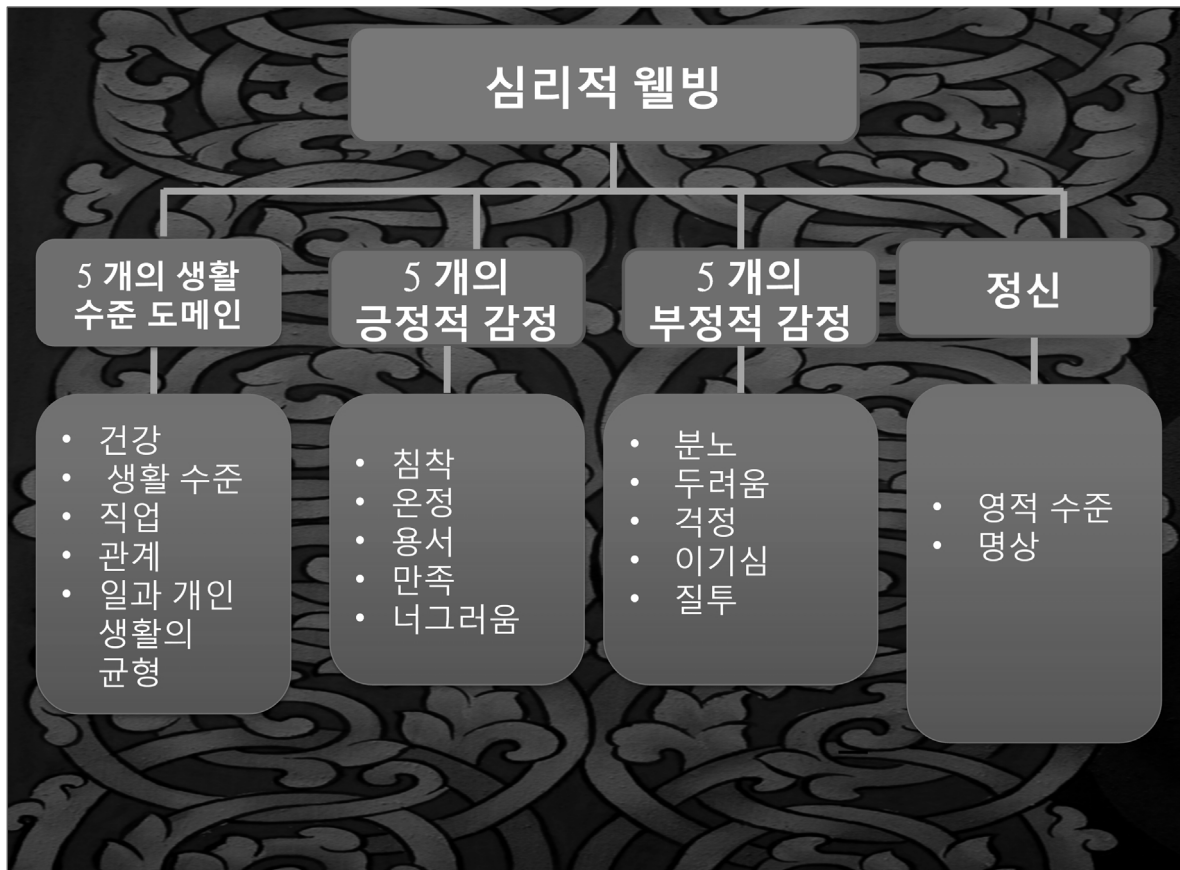 심리적 웰빙
5 개의 생활
수준 도메인
5 개의
긍정적 감정
5 개의
부정적 감정
정신
• 건강
• 생활 수준
• 직업
• 관계
• 일과 개인
생활의
균형
• 침착
• 온정
• 용서
• 만족
• 너그러움
• 분노
• 두려움
• 걱정
• 이기심
• 질투
• 영적 수준
• 명상